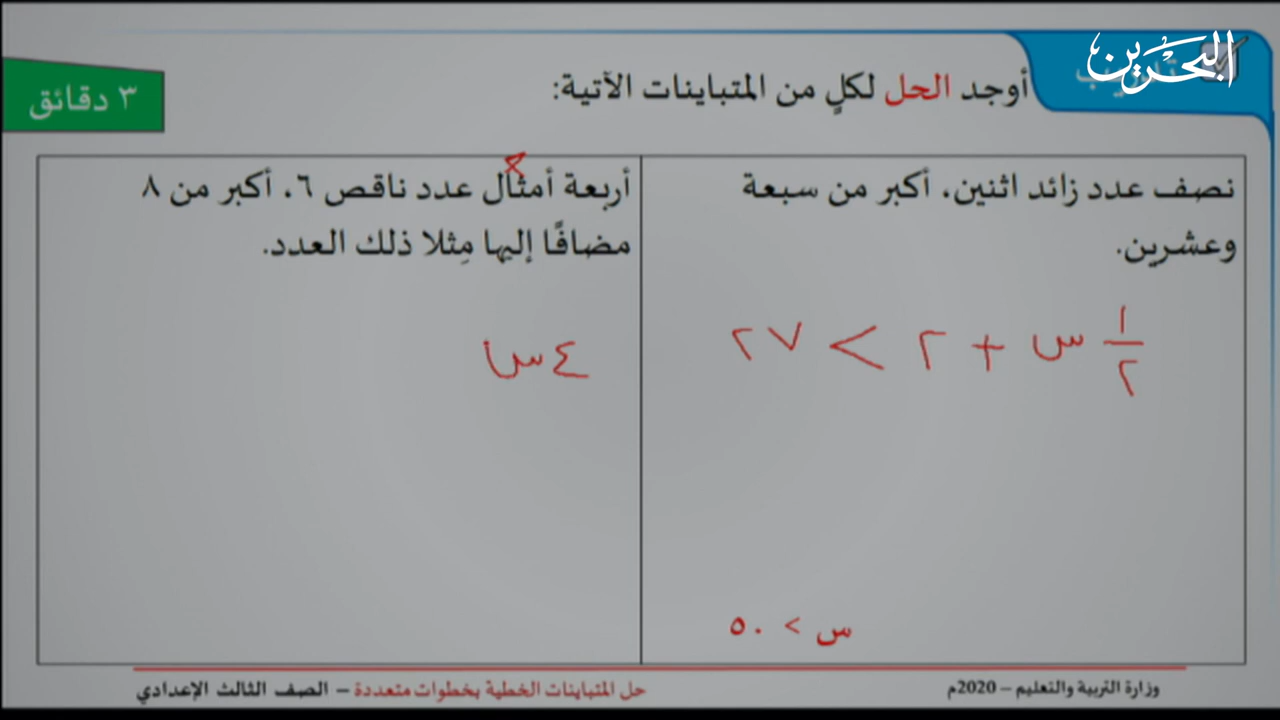 البحرين
أوجد الحل لكلٍ من المتباينات الآتية:
٣ دقائق
نصف عدد زائد اثنين، أكبر من سبعة
وعشرين.
١/٢ س + ٢ < ٢٧
س > ٥٠
أربعة أمثال عدد ناقص ٦، أكبر من ٨
مضافًا إليها مِثلا ذلك العدد.
٤س
وزارة التربية والتعليم – 2020م
حل المتباينات الخطية بخطوات متعددة – الصف الثالث الإعدادي